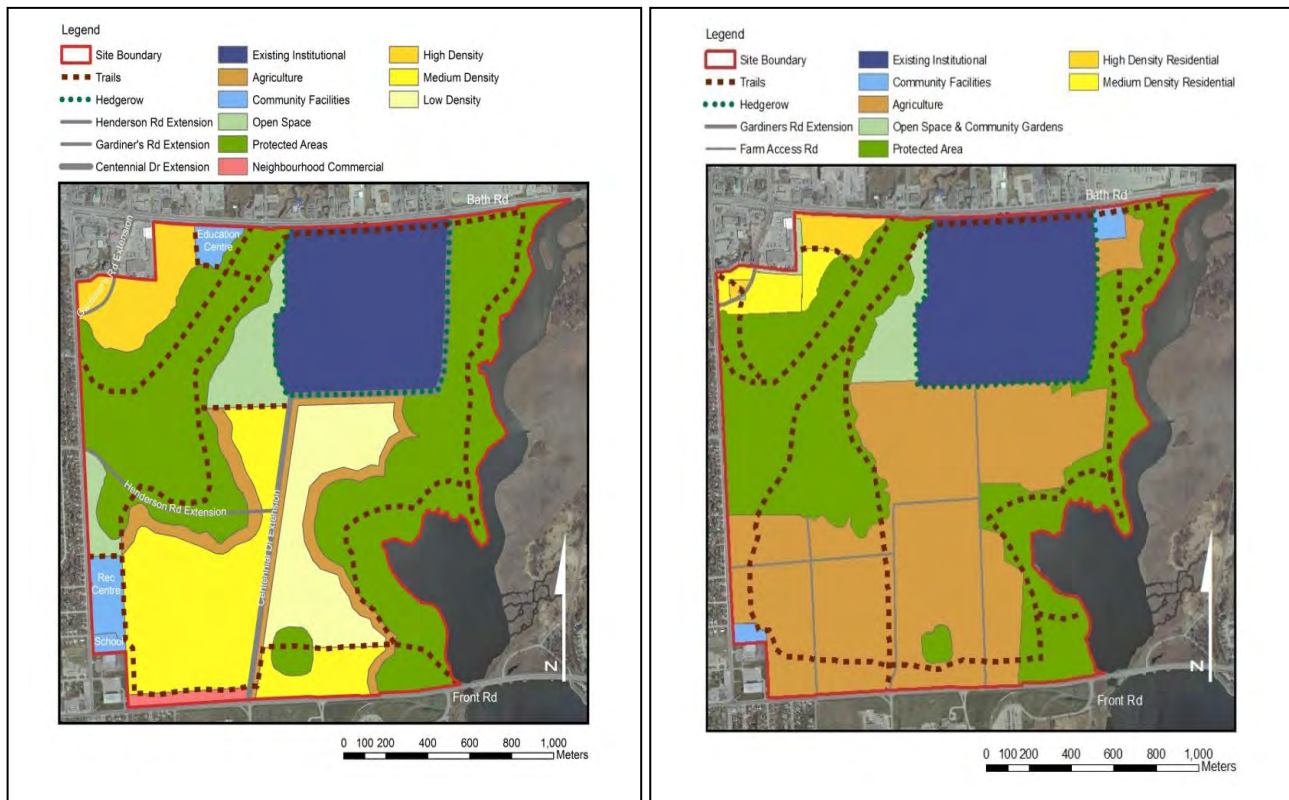 Legend
Site Boundary
Trails
Hedgerow
Henderson Rd Extension
Gardiner's Rd Extension
Centennial Dr Extension
Existing Institutional
Agriculture
Community Facilities
Open Space
Protected Areas
Neighbourhood Commercial
High Density
Medium Density
Low Density
Bath Rd
Education
Centre
Gardiner's Rd Extension
Henderson Rd Extension
Centennial Dr Extension
Rec
Centre
School
N
Front Rd
0 100 200 400 600 800 1,000
Meters
Legend
Site Boundary
Trails
Hedgerow
Gardiners Rd Extension
Farm Access Rd
Existing Institutional
Community Facilities
Agriculture
Open Space & Community Gardens
Protected Area
High Density Residential
Medium Density Residential
Bath Rd
N
Front Rd
0 100 200 400 600 800 1,000
Meters